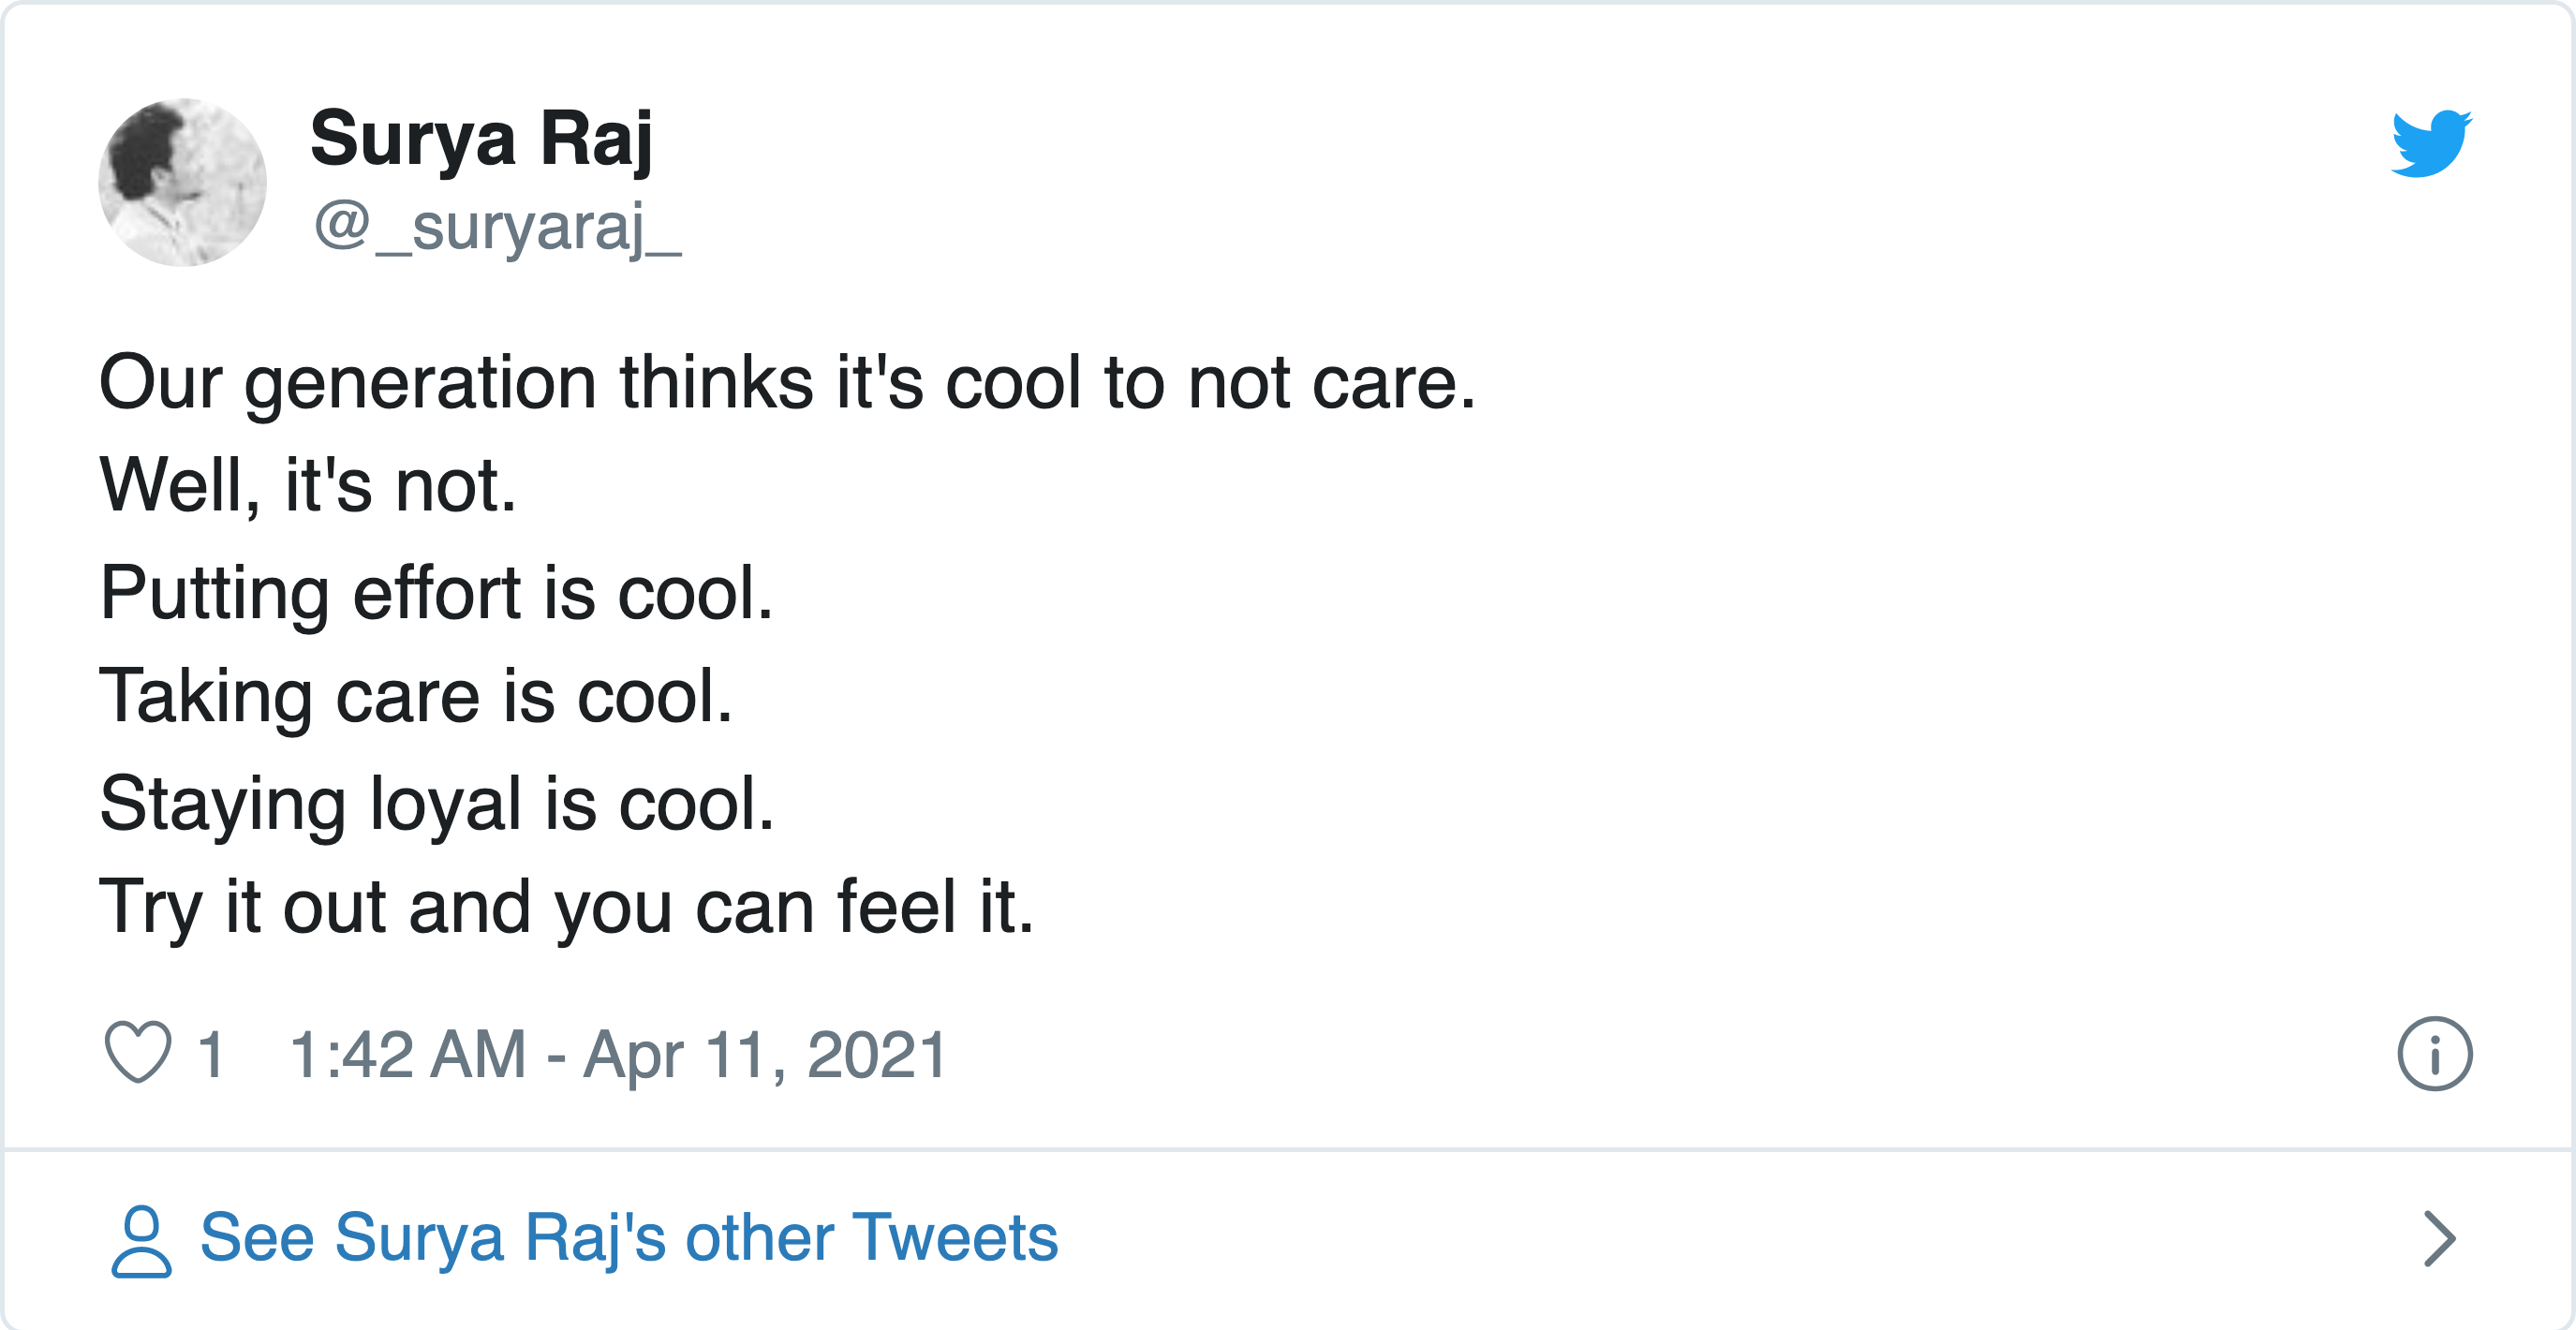 Surya Raj
@_suryaraj_
Our generation thinks it's cool to not care.
Well, it's not.
Putting effort is cool.
Taking care is cool.
Staying loyal is cool.
Try it out and you can feel it.
1 1:42 AM - Apr 11, 2021
See Surya Raj's other Tweets